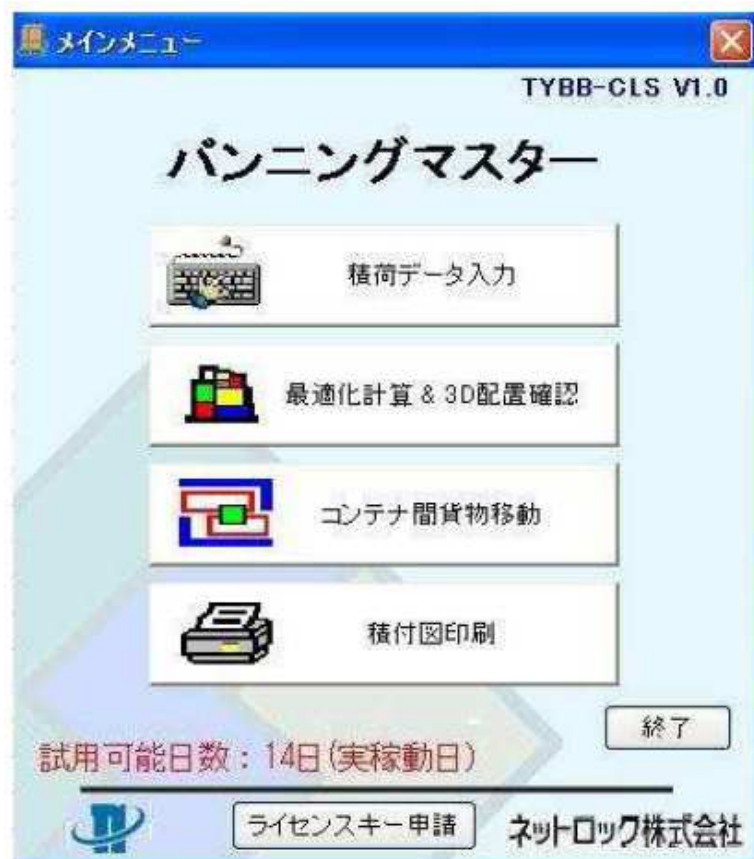 メインメニュー
TYBB-CLS V1.0
バンニングマスター
積荷データ入力
最適化計算 & 3D配置確認
コンテナ間貨物移動
積付図印刷
終了
試用可能日数：14日(実稼動日)
ライセンスキー申請
ネットロック株式会社